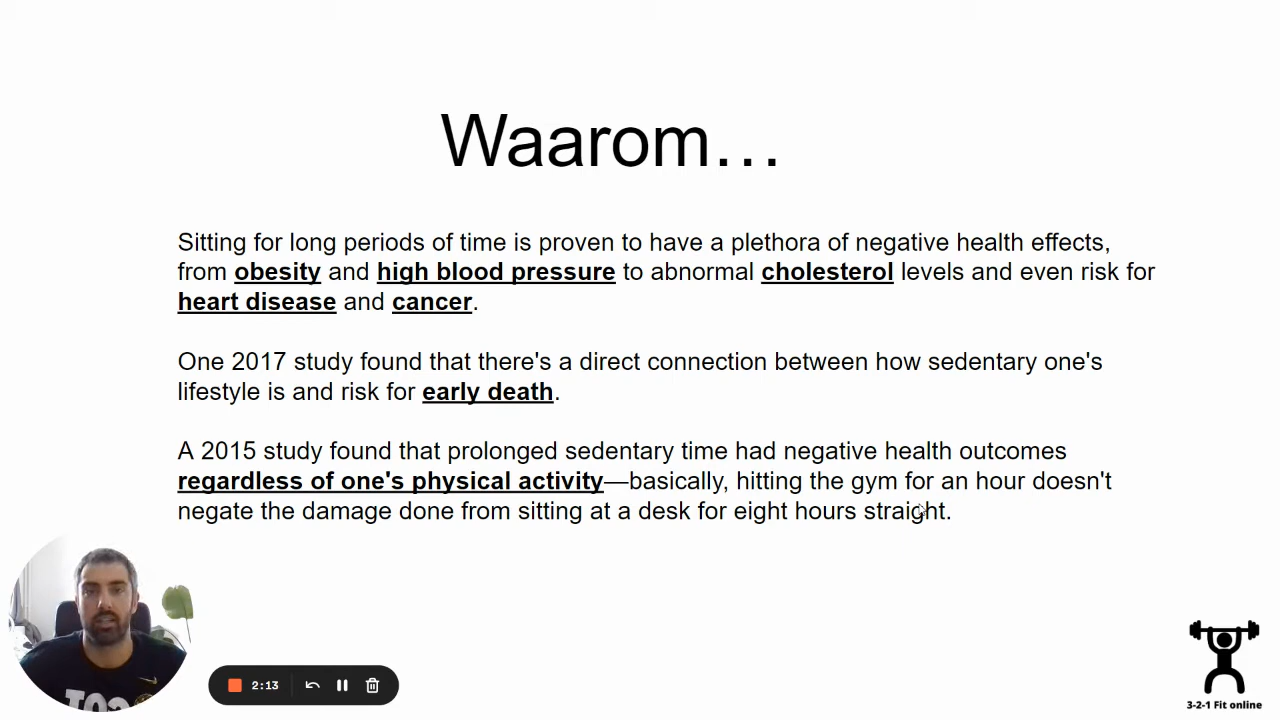 Waarom…
Sitting for long periods of time is proven to have a plethora of negative health effects,
from obesity and high blood pressure to abnormal cholesterol levels and even risk for
heart disease and cancer.
One 2017 study found that there's a direct connection between how sedentary one's
lifestyle is and risk for early death.
A 2015 study found that prolonged sedentary time had negative health outcomes
regardless of one's physical activity—basically, hitting the gym for an hour doesn't
negate the damage done from sitting at a desk for eight hours straight.
2:13
3-2-1 Fit online